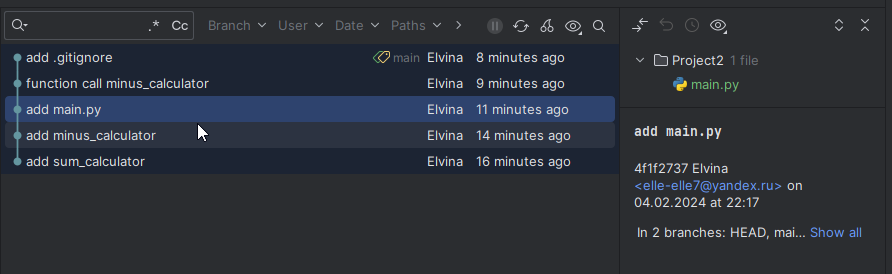 .* Cc Branch User Date Paths
add .gitignore main Elvina 8 minutes ago
function call minus_calculator Elvina 9 minutes ago
add main.py Elvina 11 minutes ago
add minus_calculator Elvina 14 minutes ago
add sum_calculator Elvina 16 minutes ago
Project2 1 file
main.py
add main.py
4f1f2737 Elvina
<elle-elle7@yandex.ru> on
04.02.2024 at 22:17
In 2 branches: HEAD, mai... Show all